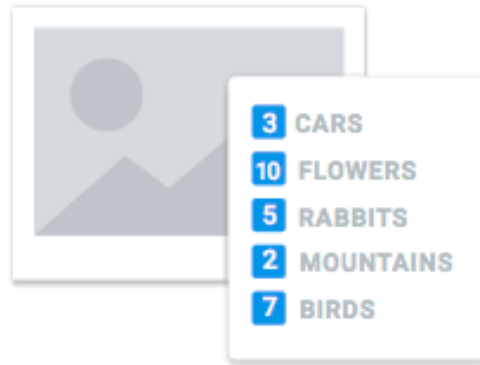 3 CARS
10 FLOWERS
5 RABBITS
2 MOUNTAINS
7 BIRDS